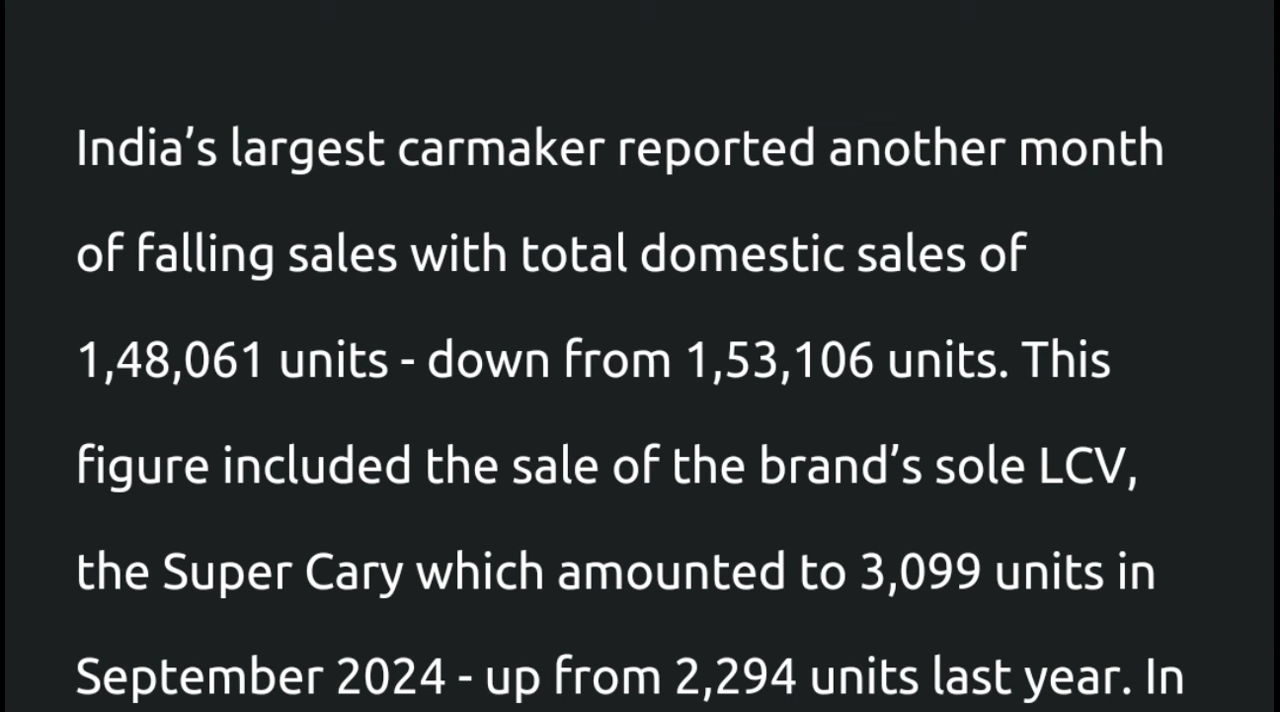 India’s largest carmaker reported another month
of falling sales with total domestic sales of
1,48,061 units - down from 1,53,106 units. This
figure included the sale of the brand’s sole LCV,
the Super Cary which amounted to 3,099 units in
September 2024 - up from 2,294 units last year. In